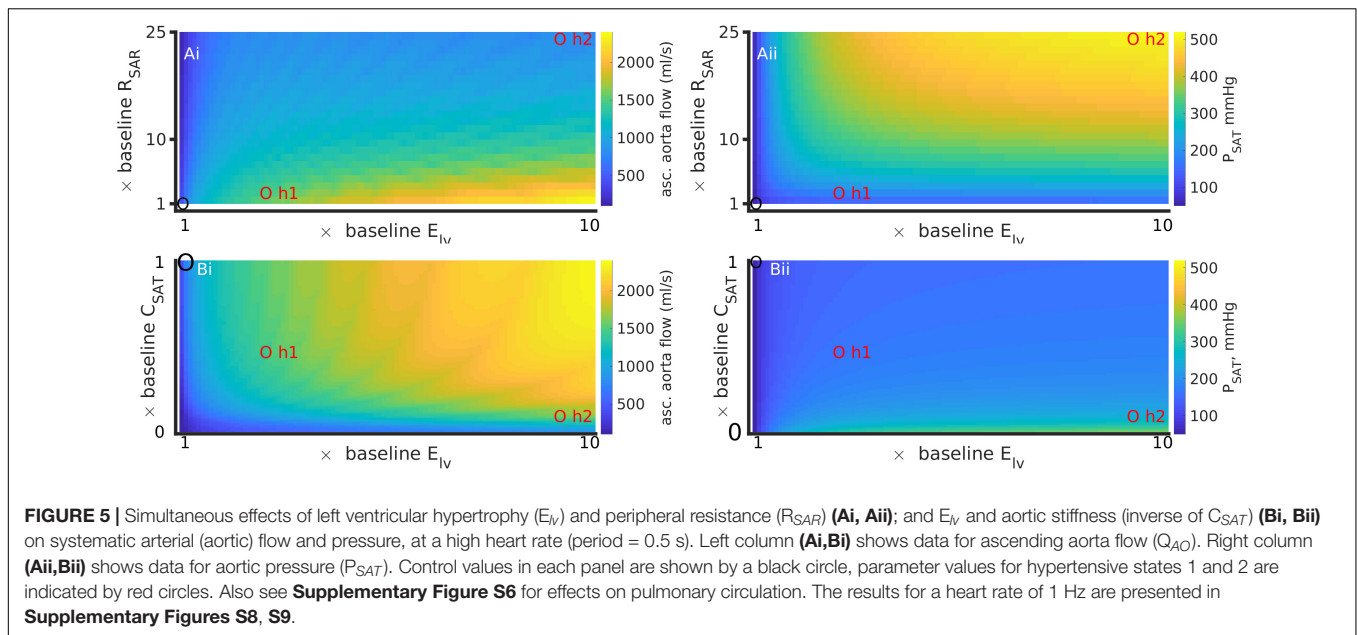 25
10
1
× baseline R_SAR
Ai
O h2
O h1
O
1
10
× baseline E_lv
2000
1500
1000
500
asc. aorta flow (ml/s)
25
10
1
× baseline R_SAR
Aii
O h2
O h1
O
1
10
× baseline E_lv
500
400
300
200
100
P_SAT mmHg
1
0
× baseline C_SAT
O
Bi
O h1
O h2
1
10
× baseline E_lv
2000
1500
1000
500
asc. aorta flow (ml/s)
1
0
× baseline C_SAT
O
Bii
O h1
O h2
1
10
× baseline E_lv
500
400
300
200
100
P_SAT, mmHg
FIGURE 5 | Simultaneous effects of left ventricular hypertrophy (E_lv) and peripheral resistance (R_SAR) (Ai, Aii); and E_lv and aortic stiffness (inverse of C_SAT) (Bi, Bii)
on systematic arterial (aortic) flow and pressure, at a high heart rate (period = 0.5 s). Left column (Ai,Bi) shows data for ascending aorta flow (Q_AO). Right column
(Aii,Bii) shows data for aortic pressure (P_SAT). Control values in each panel are shown by a black circle, parameter values for hypertensive states 1 and 2 are
indicated by red circles. Also see Supplementary Figure S6 for effects on pulmonary circulation. The results for a heart rate of 1 Hz are presented in
Supplementary Figures S8, S9.